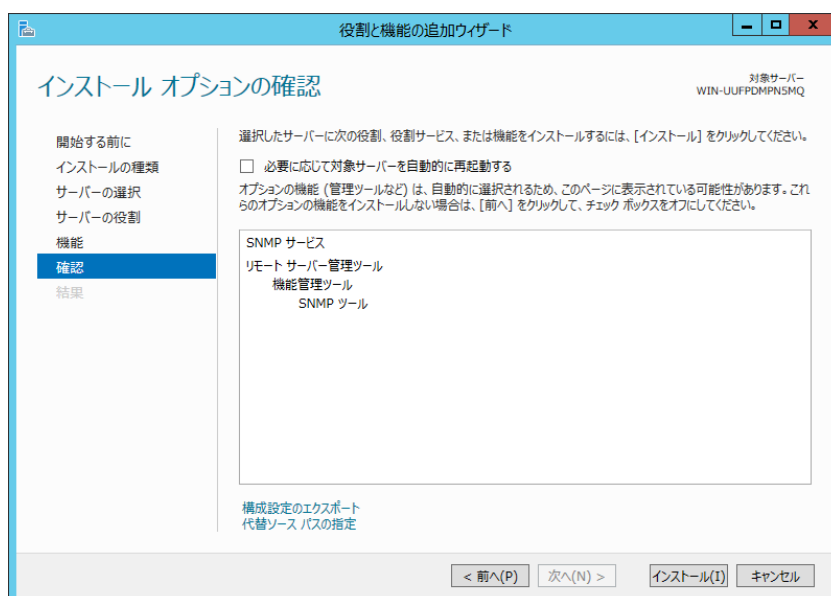 役割と機能の追加ウィザード
インストール オプションの確認
対象サーバー
WIN-UUFPDMPN5MQ
開始する前に
インストールの種類
サーバーの選択
サーバーの役割
機能
確認
結果
選択したサーバーに次の役割、役割サービス、または機能をインストールするには、[インストール] をクリックしてください。
必要に応じて対象サーバーを自動的に再起動する
オプションの機能 (管理ツールなど) は、自動的に選択されるため、このページに表示されている可能性があります。これ
らのオプションの機能をインストールしない場合は、[前へ] をクリックして、チェック ボックスをオフにしてください。
SNMP サービス
リモート サーバー管理ツール
機能管理ツール
SNMP ツール
構成設定のエクスポート
代替ソース パスの指定
< 前へ(P)
次へ(N) >
インストール(I)
キャンセル